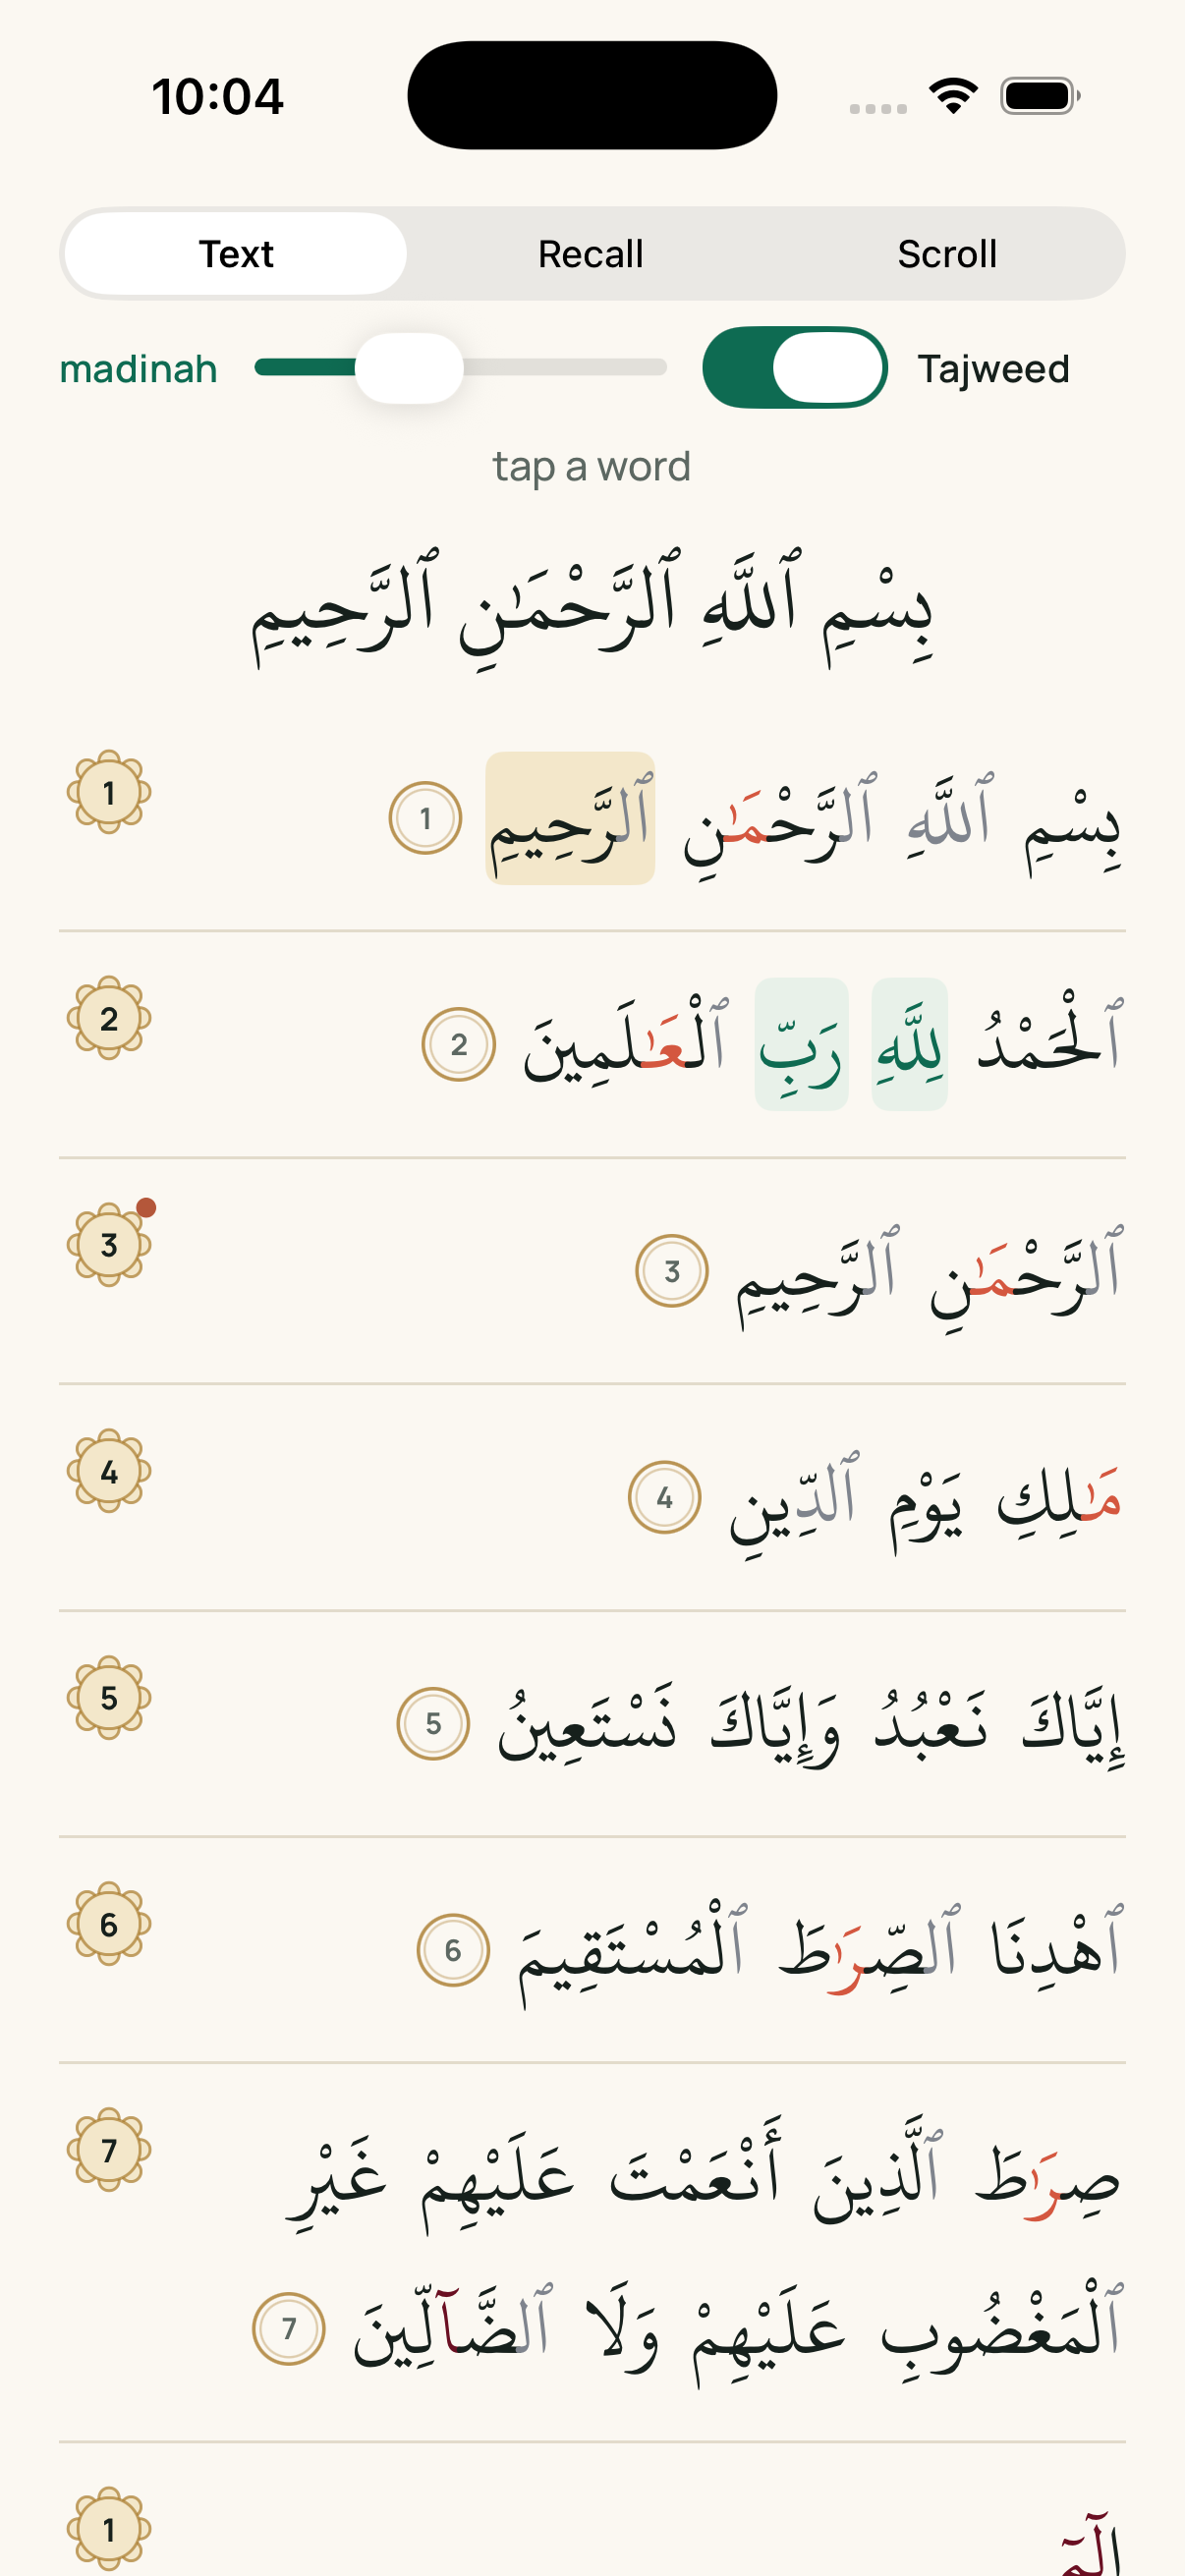 10:04
Text Recall Scroll
madinah Tajweed
tap a word
بِسْمِ ٱللَّهِ ٱلرَّحْمَٰنِ ٱلرَّحِيمِ
1 بِسْمِ ٱللَّهِ ٱلرَّحْمَٰنِ ٱلرَّحِيمِ 1
2 ٱلْحَمْدُ لِلَّهِ رَبِّ ٱلْعَٰلَمِينَ 2
3 ٱلرَّحْمَٰنِ ٱلرَّحِيمِ 3
4 مَٰلِكِ يَوْمِ ٱلدِّينِ 4
5 إِيَّاكَ نَعْبُدُ وَإِيَّاكَ نَسْتَعِينُ 5
6 ٱهْدِنَا ٱلصِّرَٰطَ ٱلْمُسْتَقِيمَ 6
7 صِرَٰطَ ٱلَّذِينَ أَنْعَمْتَ عَلَيْهِمْ غَيْرِ
ٱلْمَغْضُوبِ عَلَيْهِمْ وَلَا ٱلضَّآلِّينَ 7
1 الٓمٓ